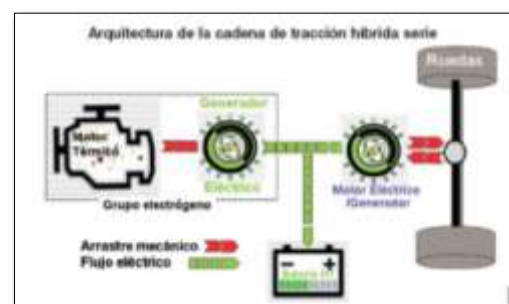 Arquitectura de la cadena de tracción híbrida serie
Ruedas
Generador
Motor
Térmico
Eléctrico
Motor Eléctrico
/Generador
Grupo electrógeno
Arrastre mecánico
Flujo eléctrico
- +